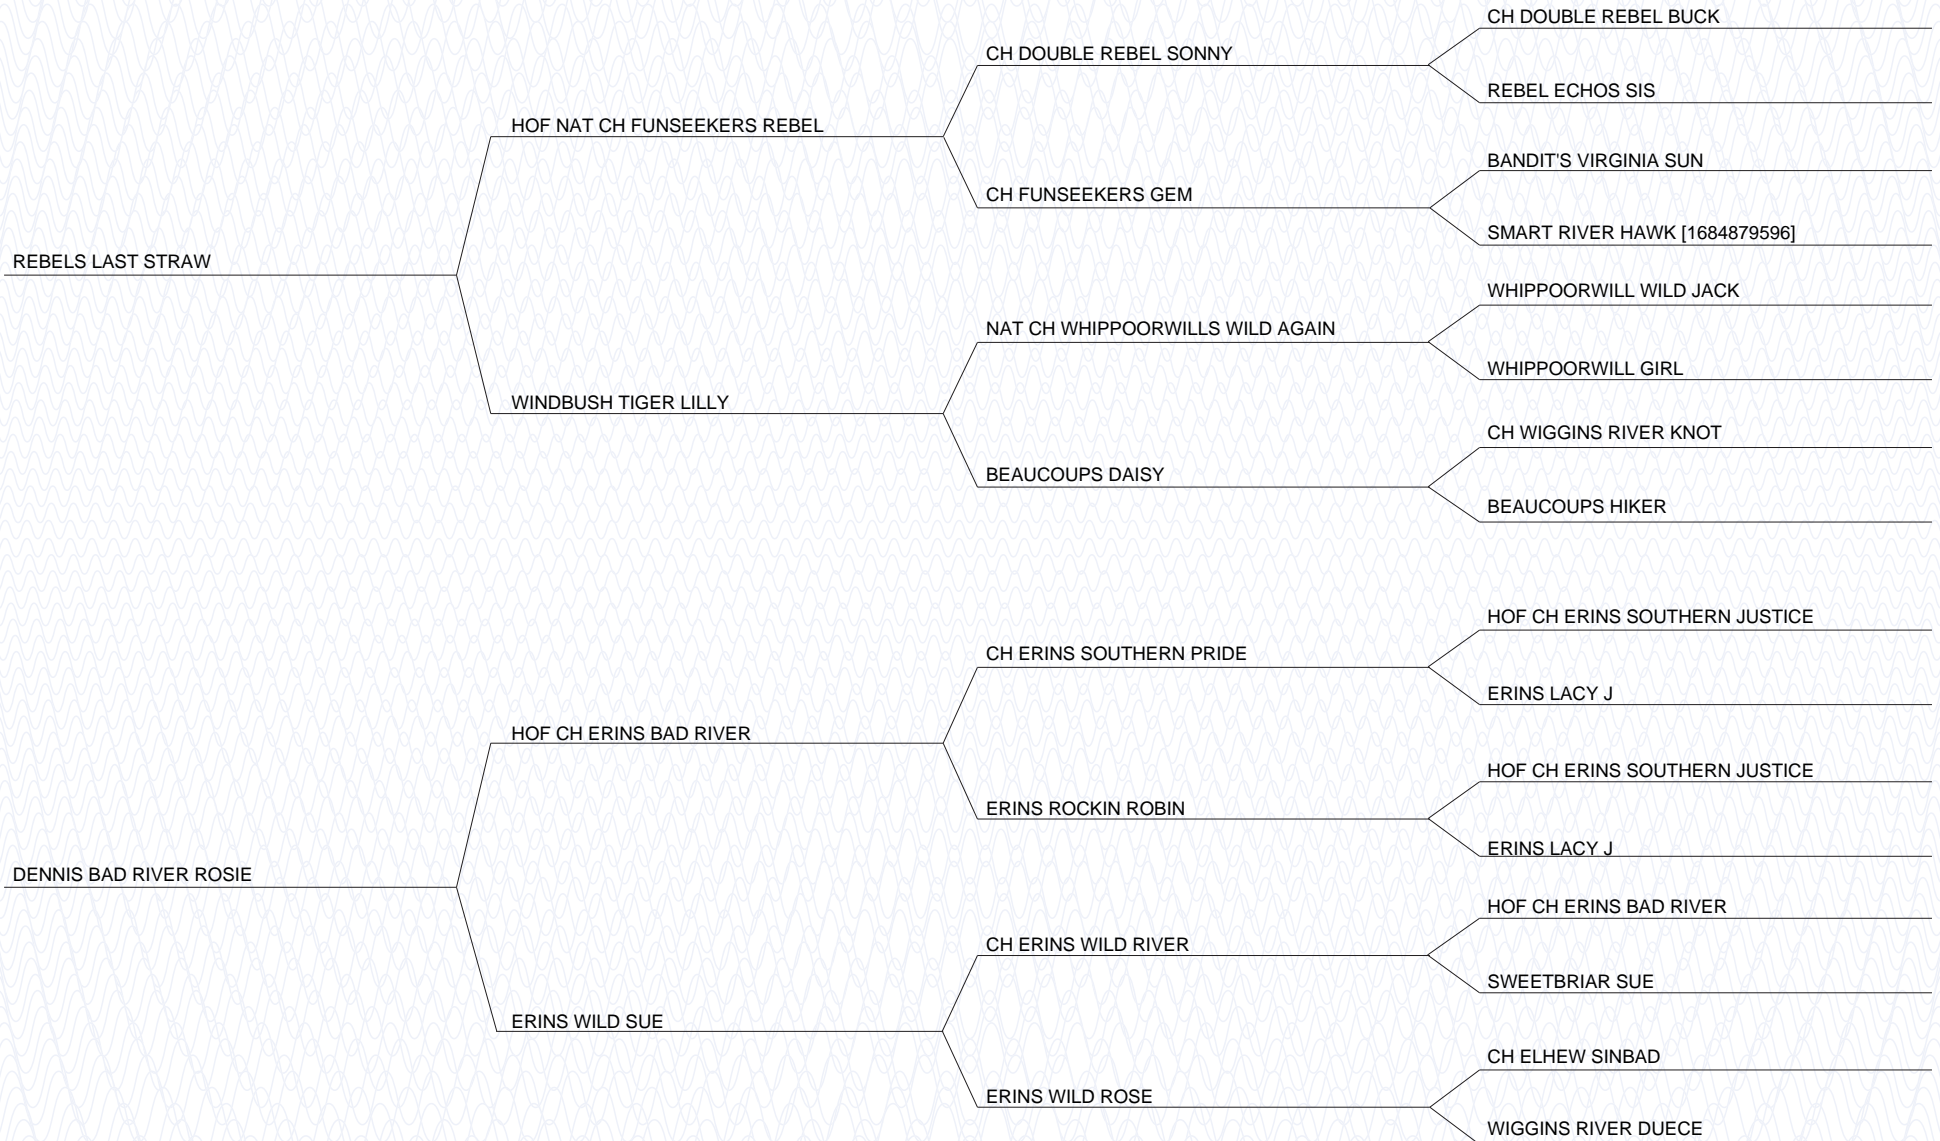 CH DOUBLE REBEL BUCK
CH DOUBLE REBEL SONNY
REBEL ECHOS SIS
HOF NAT CH FUNSEEKERS REBEL
BANDIT'S VIRGINIA SUN
CH FUNSEEKERS GEM
SMART RIVER HAWK [1684879596]
REBELS LAST STRAW
WHIPPOORWILL WILD JACK
NAT CH WHIPPOORWILLS WILD AGAIN
WHIPPOORWILL GIRL
WINDBUSH TIGER LILLY
CH WIGGINS RIVER KNOT
BEAUCOUPS DAISY
BEAUCOUPS HIKER
HOF CH ERINS SOUTHERN JUSTICE
CH ERINS SOUTHERN PRIDE
ERINS LACY J
HOF CH ERINS BAD RIVER
HOF CH ERINS SOUTHERN JUSTICE
ERINS ROCKIN ROBIN
ERINS LACY J
DENNIS BAD RIVER ROSIE
HOF CH ERINS BAD RIVER
CH ERINS WILD RIVER
SWEETBRIAR SUE
ERINS WILD SUE
CH ELHEW SINBAD
ERINS WILD ROSE
WIGGINS RIVER DUECE